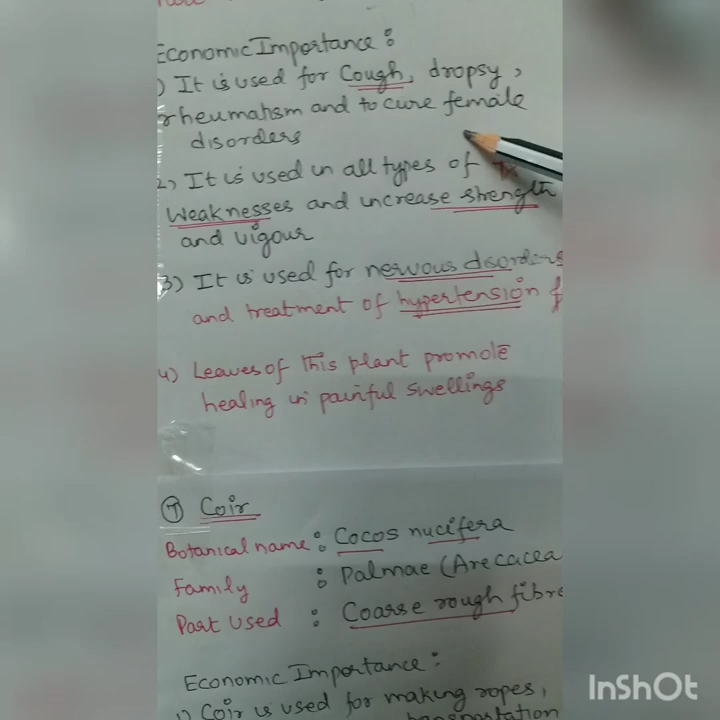 Economic Importance :
1) It is used for Cough, dropsy,
rheumatism and to cure female
disorders
2) It is used in all types of
Weaknesses and increase strength
and vigour
3) It is used for nervous disorders
and treatment of hypertension
4) Leaves of this plant promote
healing in painful swellings
7 Coir
Botanical name : Cocos nucifera
Family : Palmae (Arecacea
Part Used : Coarse rough fibre
Economic Importance :
1) Coir is used for making ropes,
InShOt